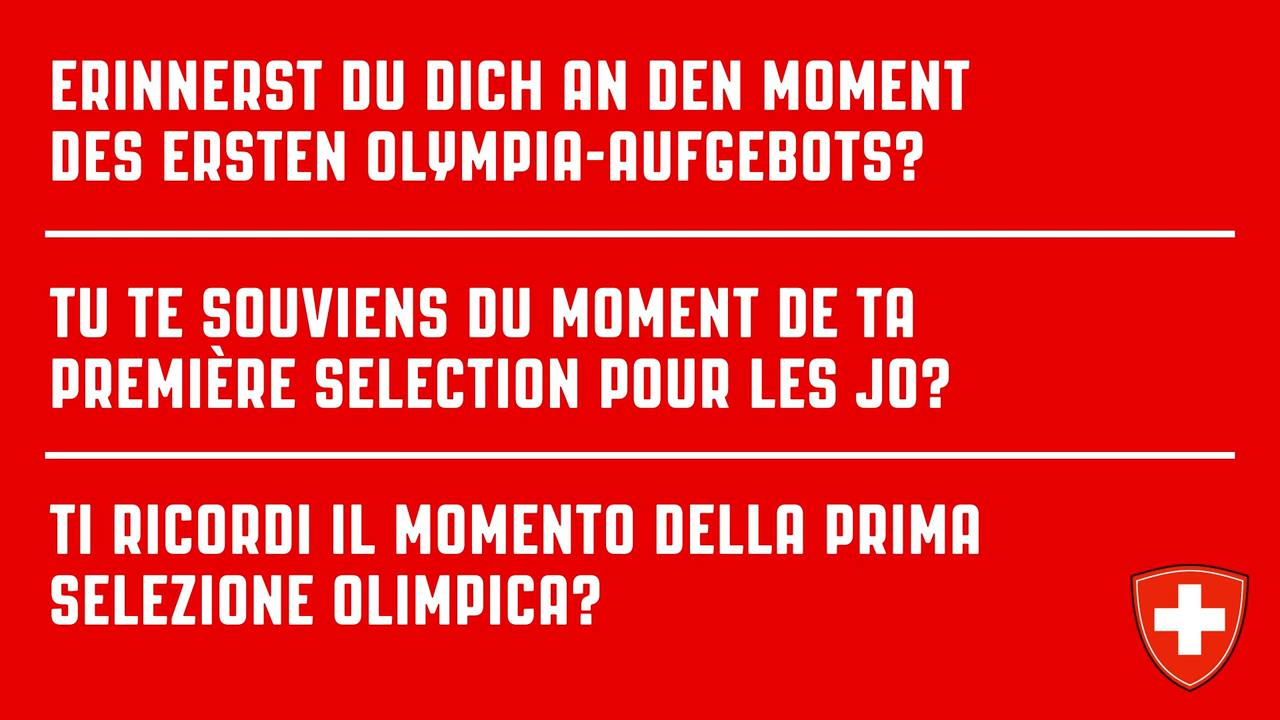 ERINNERST DU DICH AN DEN MOMENT
DES ERSTEN OLYMPIA-AUFGEBOTS?
TU TE SOUVIENS DU MOMENT DE TA
PREMIÈRE SELECTION POUR LES JO?
TI RICORDI IL MOMENTO DELLA PRIMA
SELEZIONE OLIMPICA?